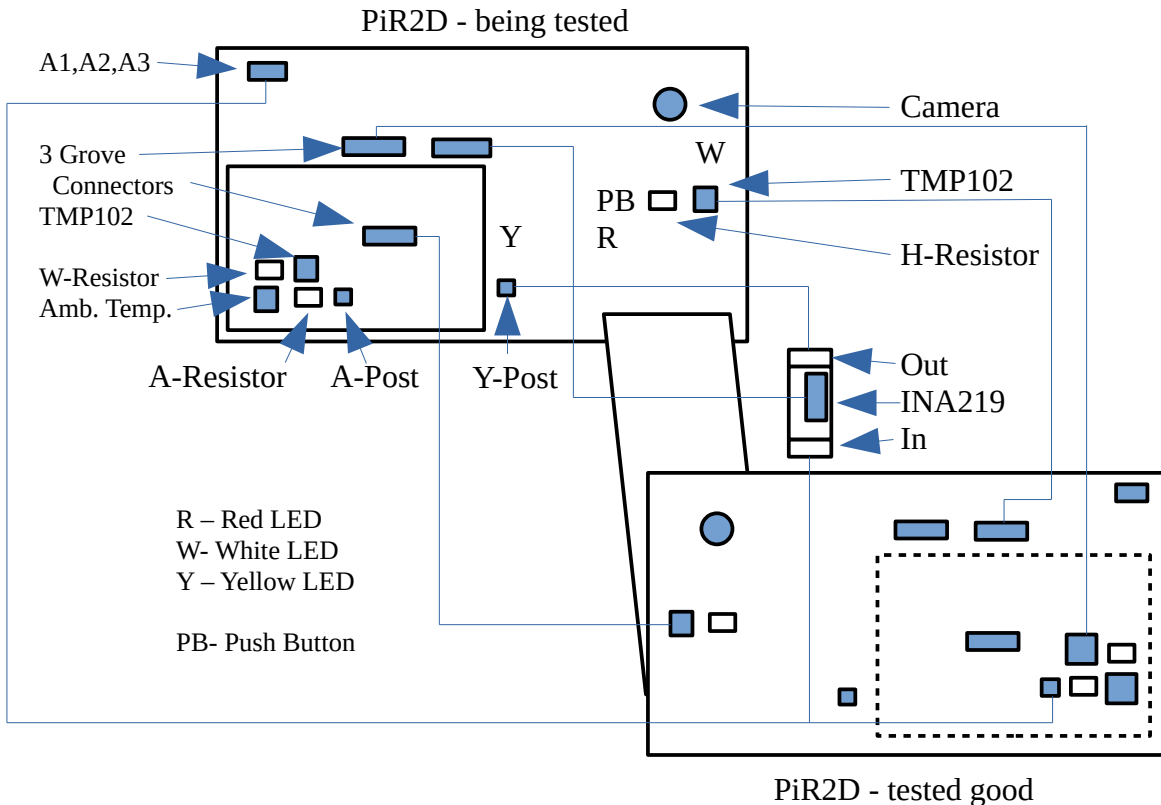 PiR2D - being tested
A1,A2,A3
Camera
3 Grove
Connectors
W
TMP102
TMP102
PB
R
Y
H-Resistor
W-Resistor
Amb. Temp.
A-Resistor
A-Post
Y-Post
Out
INA219
In
R – Red LED
W- White LED
Y – Yellow LED
PB- Push Button
PiR2D - tested good